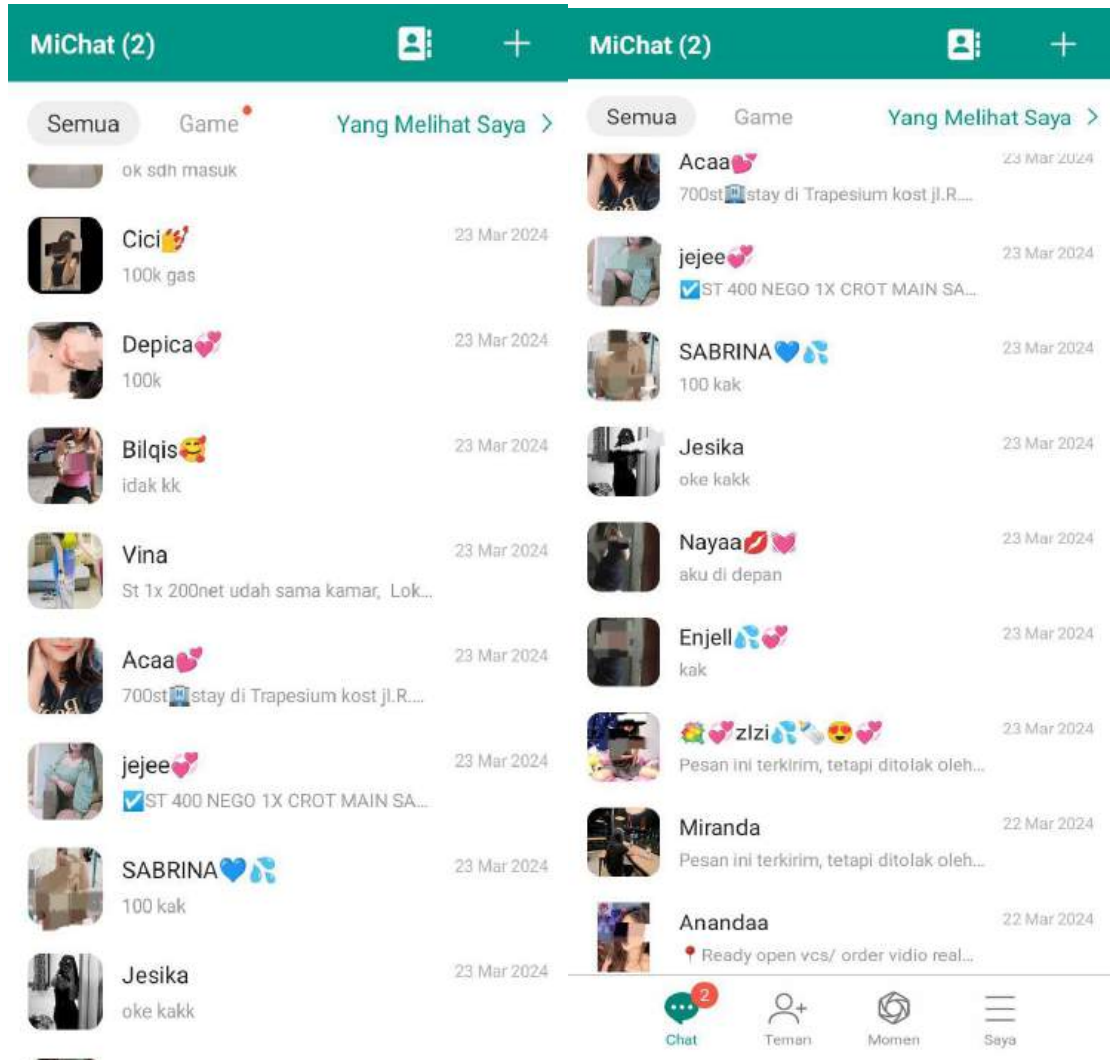 MiChat (2)
Semua Game Yang Melihat Saya >
ok sdh masuk
Cici💅 23 Mar 2024
100k gas
Depica💞 23 Mar 2024
100k
Bilqis🥰 23 Mar 2024
idak kk
Vina 23 Mar 2024
St 1x 200net udah sama kamar, Lok...
Acaa💕 23 Mar 2024
700st🏨stay di Trapesium kost jl.R....
jejee💞 23 Mar 2024
☑️ST 400 NEGO 1X CROT MAIN SA...
SABRINA💙💦 23 Mar 2024
100 kak
Jesika 23 Mar 2024
oke kakk
MiChat (2)
Semua Game Yang Melihat Saya >
Acaa💕 23 Mar 2024
700st🏨stay di Trapesium kost jl.R....
jejee💞 23 Mar 2024
☑️ST 400 NEGO 1X CROT MAIN SA...
SABRINA💙💦 23 Mar 2024
100 kak
Jesika 23 Mar 2024
oke kakk
Nayaa💋💓 23 Mar 2024
aku di depan
Enjell💦💞 23 Mar 2024
kak
💐💞zlzi💦🍼😍💞 23 Mar 2024
Pesan ini terkirim, tetapi ditolak oleh...
Miranda 22 Mar 2024
Pesan ini terkirim, tetapi ditolak oleh...
Anandaa 22 Mar 2024
📍Ready open vcs/ order vidio real...
2
Chat Teman Momen Saya